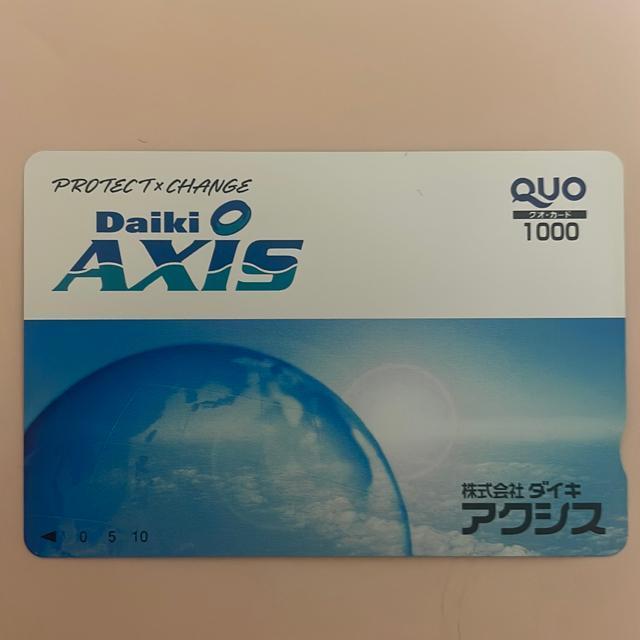 PROTECT×CHANGE
Daiki
AXIS
QUO
クオ・カード
1000
株式会社 ダイキ
アクシス
◀ 0 5 10